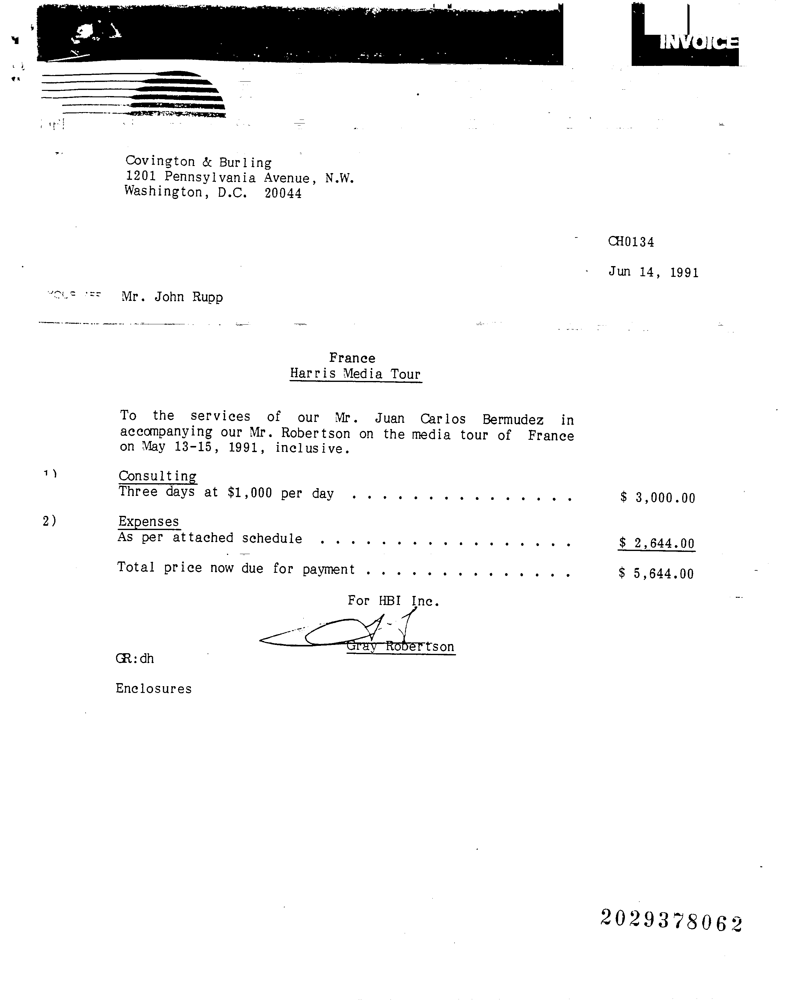 INVOICE
Covington & Burling
1201 Pennsylvania Avenue, N.W.
Washington, D.C. 20044
CH0134
Jun 14, 1991
Mr. John Rupp
France
Harris Media Tour
To the services of our Mr. Juan Carlos Bermudez in
accompanying our Mr. Robertson on the media tour of France
on May 13-15, 1991, inclusive.
1) Consulting
Three days at $1,000 per day . . . . . . . . . . . . . . . $ 3,000.00
2) Expenses
As per attached schedule . . . . . . . . . . . . . . . . . $ 2,644.00
Total price now due for payment . . . . . . . . . . . . . . $ 5,644.00
For HBI Inc.
Gray Robertson
GR:dh
Enclosures
2029378062